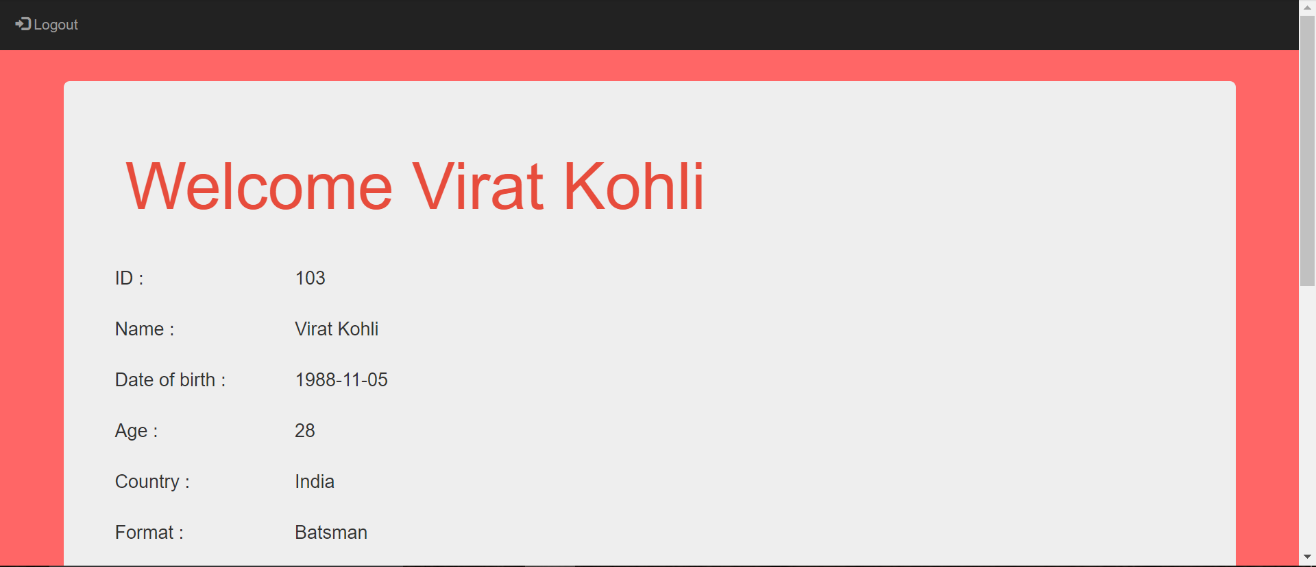 Logout
Welcome Virat Kohli
ID : 103
Name : Virat Kohli
Date of birth : 1988-11-05
Age : 28
Country : India
Format : Batsman